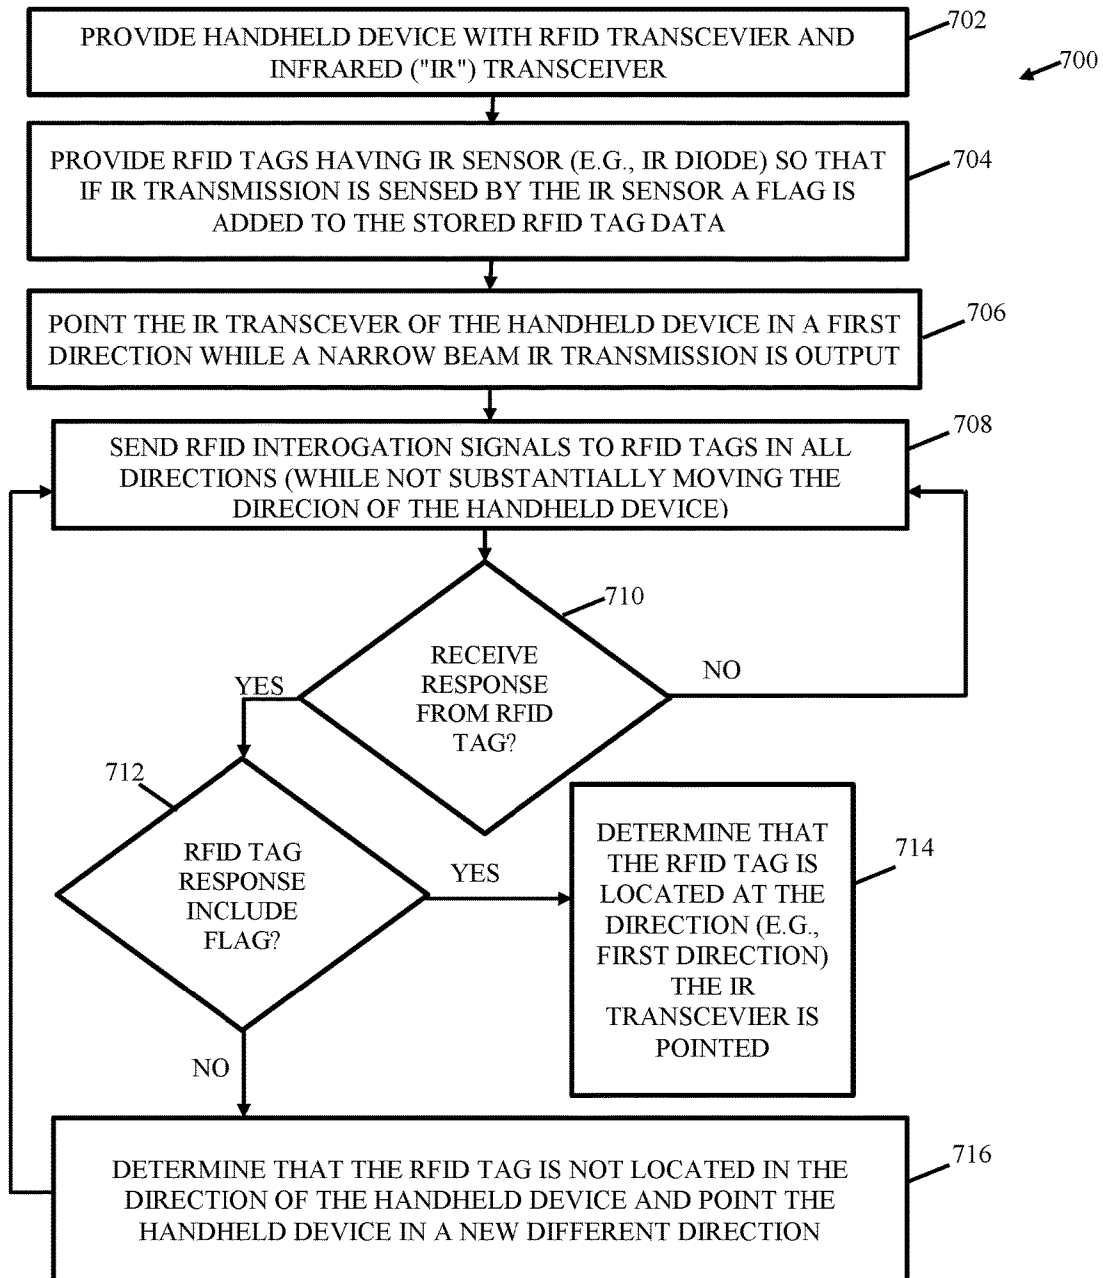 702
PROVIDE HANDHELD DEVICE WITH RFID TRANSCEVIER AND
INFRARED ("IR") TRANSCEIVER
700
704
PROVIDE RFID TAGS HAVING IR SENSOR (E.G., IR DIODE) SO THAT
IF IR TRANSMISSION IS SENSED BY THE IR SENSOR A FLAG IS
ADDED TO THE STORED RFID TAG DATA
706
POINT THE IR TRANSCEVER OF THE HANDHELD DEVICE IN A FIRST
DIRECTION WHILE A NARROW BEAM IR TRANSMISSION IS OUTPUT
708
SEND RFID INTEROGATION SIGNALS TO RFID TAGS IN ALL
DIRECTIONS (WHILE NOT SUBSTANTIALLY MOVING THE
DIRECION OF THE HANDHELD DEVICE)
710
RECEIVE
RESPONSE
FROM RFID
TAG?
NO
YES
712
RFID TAG
RESPONSE
INCLUDE
FLAG?
YES
714
DETERMINE THAT
THE RFID TAG IS
LOCATED AT THE
DIRECTION (E.G.,
FIRST DIRECTION)
THE IR
TRANSCEVIER IS
POINTED
NO
716
DETERMINE THAT THE RFID TAG IS NOT LOCATED IN THE
DIRECTION OF THE HANDHELD DEVICE AND POINT THE
HANDHELD DEVICE IN A NEW DIFFERENT DIRECTION